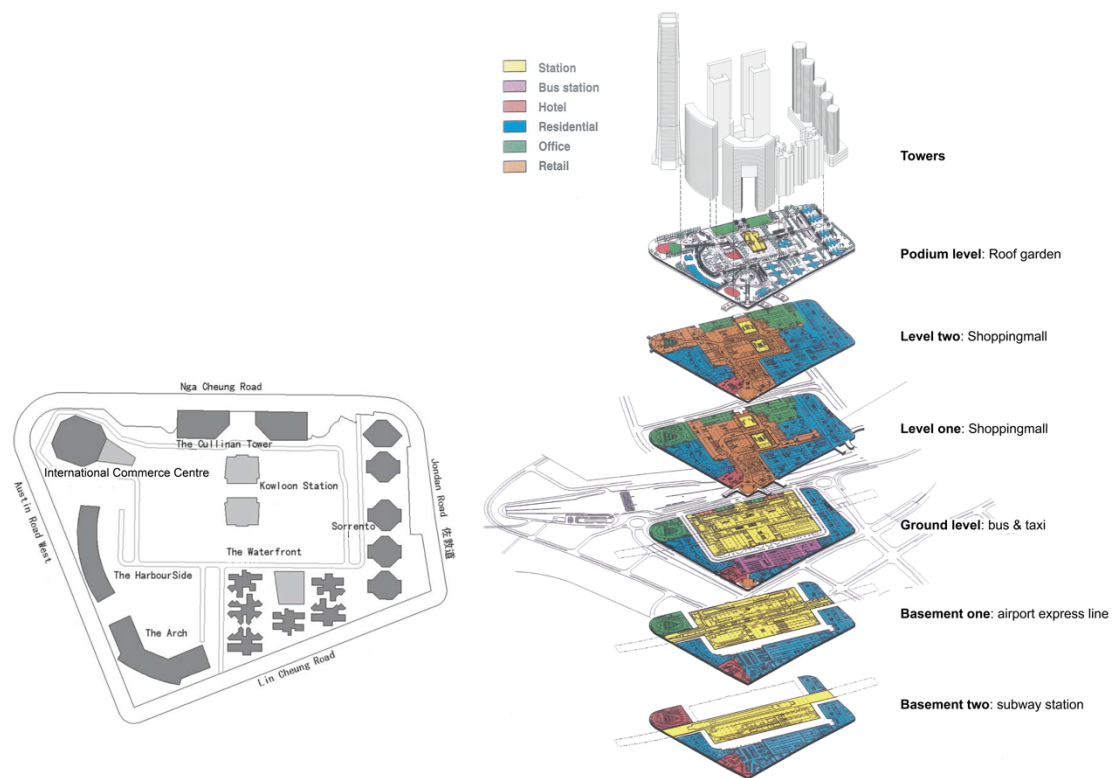 Nga Cheung Road
The Cullinan Tower
International Commerce Centre
Kowloon Station
Austin Road West
Jondan Road 佐敦道
Sorrento
The Waterfront
The HarbourSide
The Arch
Lin Cheung Road
Station
Bus station
Hotel
Residential
Office
Retail
Towers
Podium level: Roof garden
Level two: Shoppingmall
Level one: Shoppingmall
Ground level: bus & taxi
Basement one: airport express line
Basement two: subway station